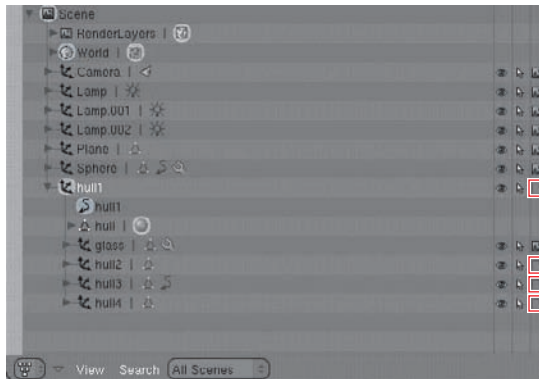 Scene
RenderLayers |
World |
Camera |
Lamp |
Lamp.001 |
Lamp.002 |
Plane |
Sphere |
hull1
hull1
hull |
glass |
hull2 |
hull3 |
hull4 |
View Search All Scenes